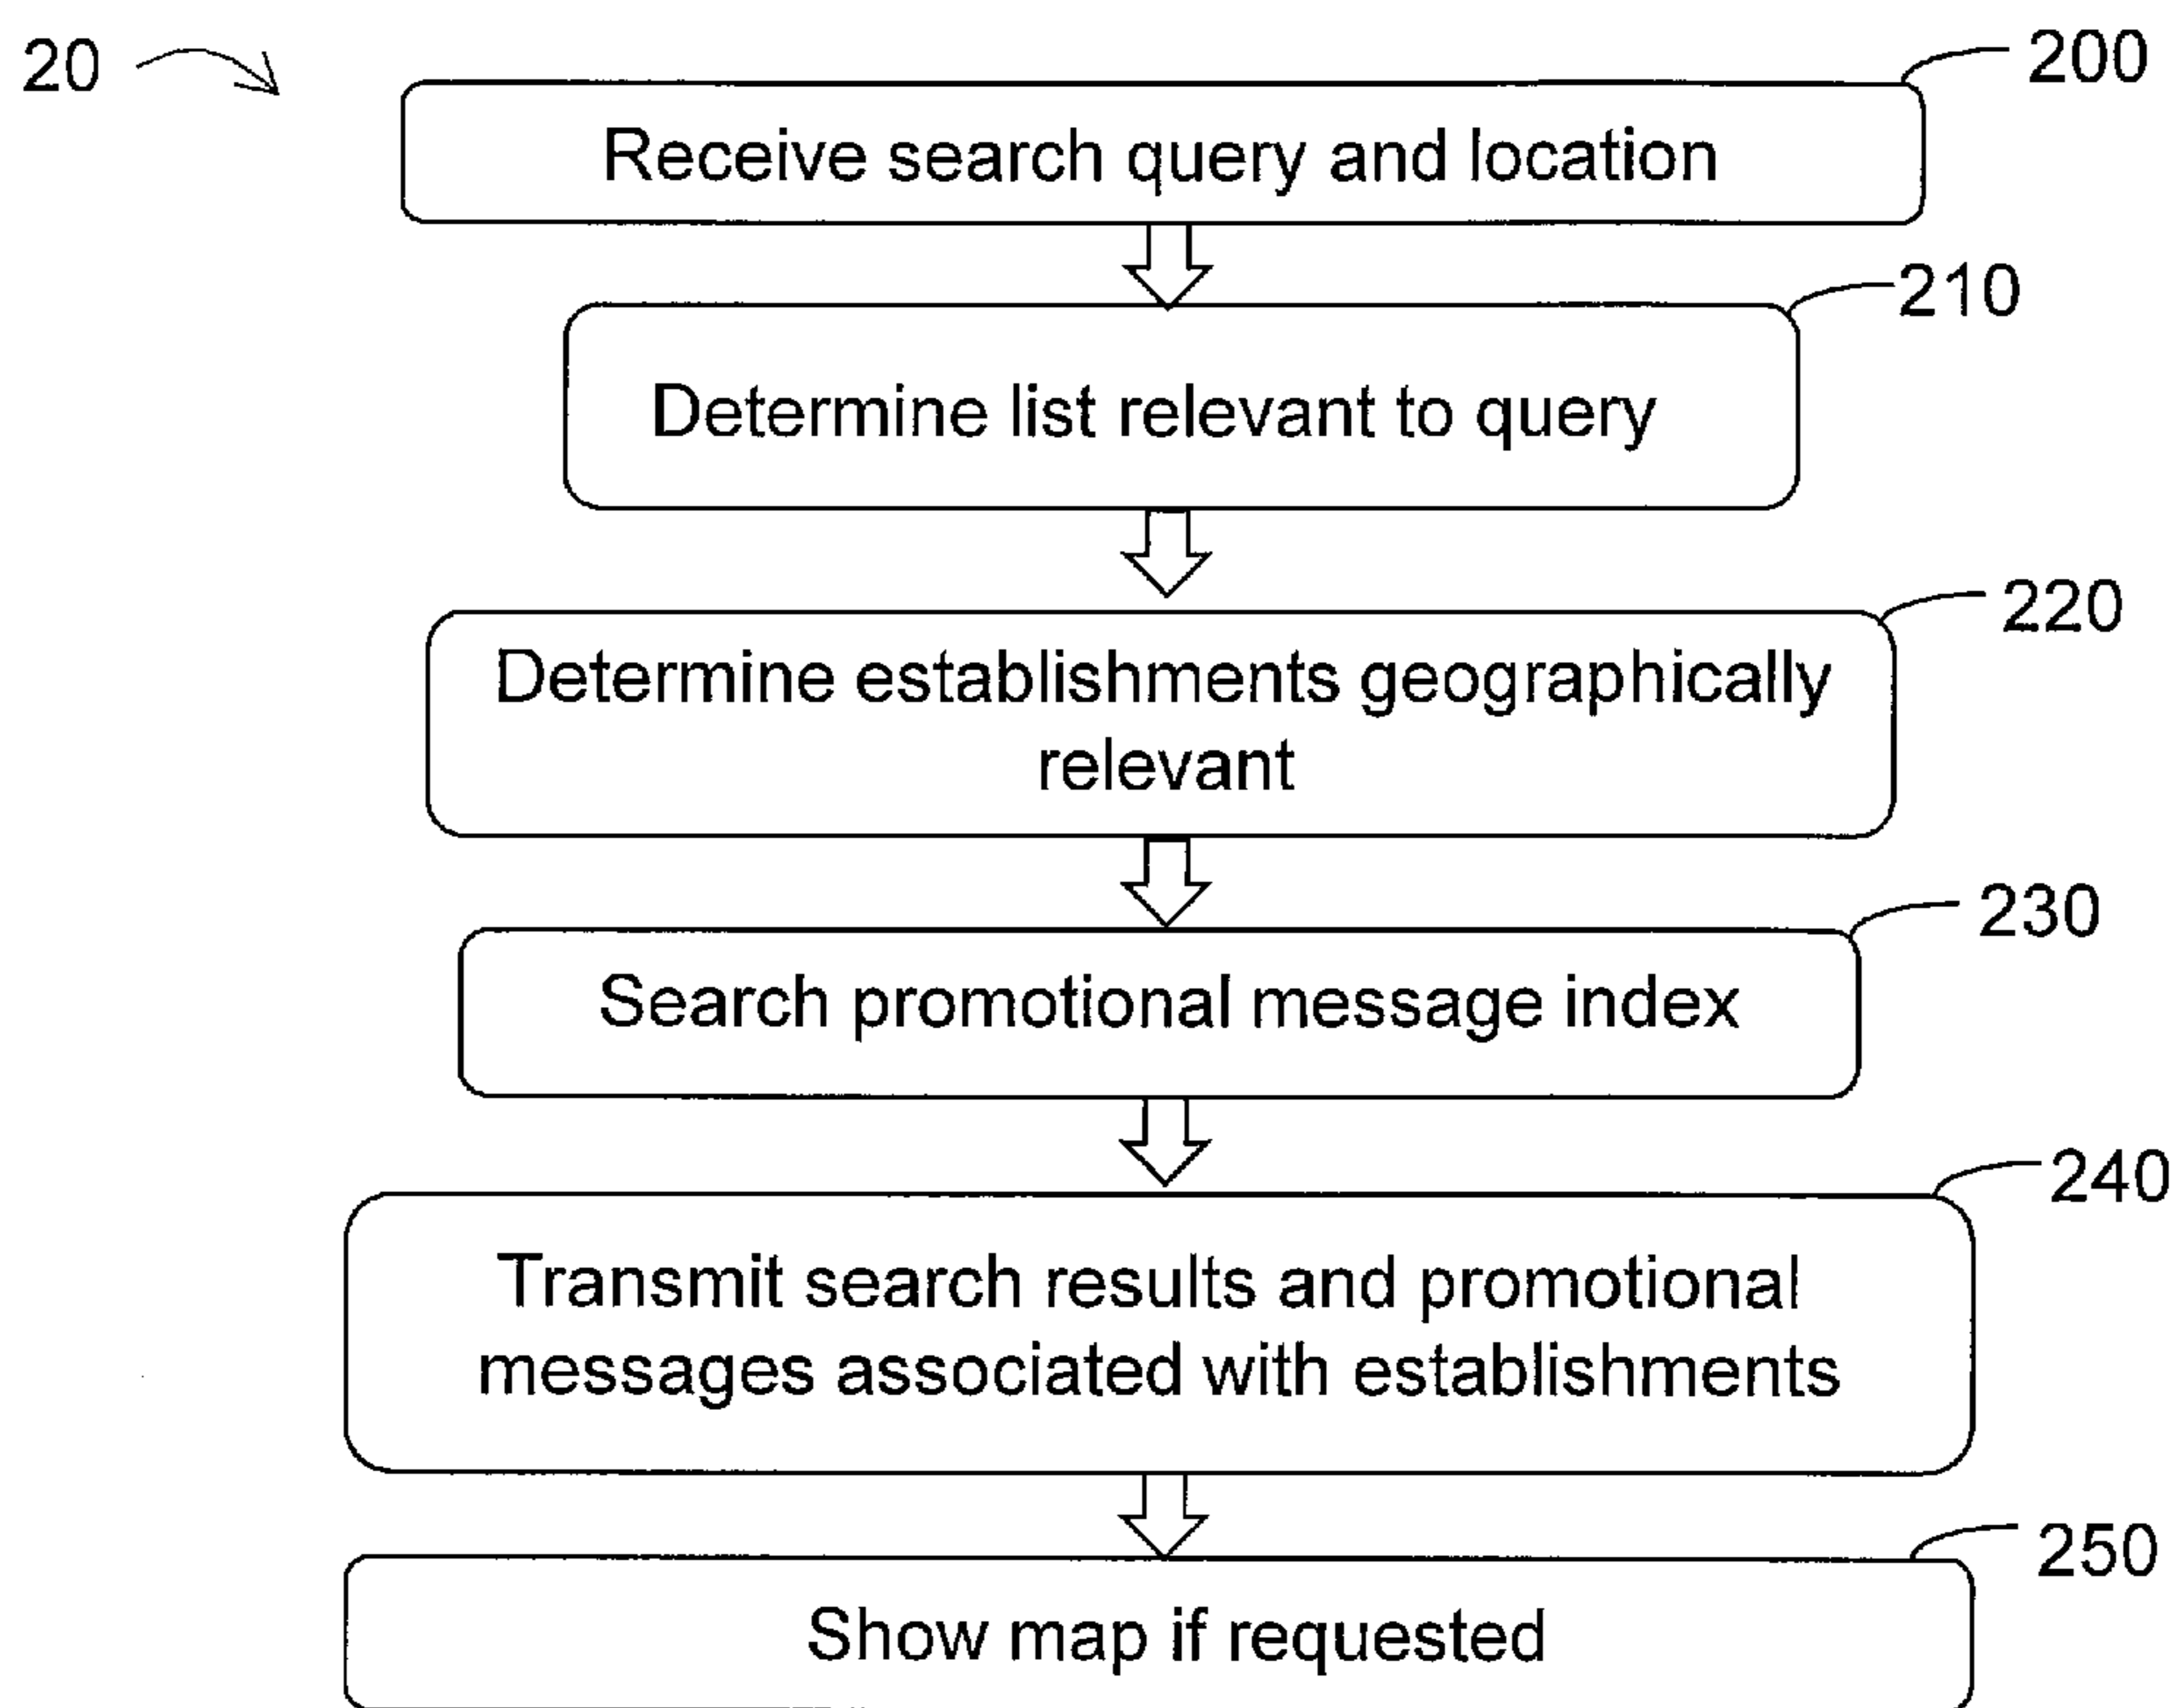 20
200
Receive search query and location
210
Determine list relevant to query
220
Determine establishments geographically
relevant
230
Search promotional message index
240
Transmit search results and promotional
messages associated with establishments
250
Show map if requested